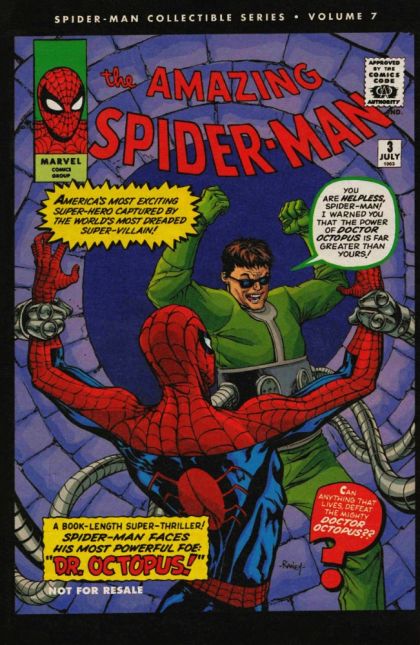 SPIDER-MAN COLLECTIBLE SERIES • VOLUME 7
the AMAZING
SPIDER-MAN
MARVEL
COMICS
GROUP
APPROVED
BY THE
COMICS
CODE
AUTHORITY
IND.
3
JULY
1963
AMERICA'S MOST EXCITING
SUPER-HERO CAPTURED BY
THE WORLD'S MOST DREADED
SUPER-VILLAIN!
YOU
ARE HELPLESS,
SPIDER-MAN!
I WARNED YOU
THAT THE POWER
OF DOCTOR
OCTOPUS IS FAR
GREATER THAN
YOURS!
CAN
ANYTHING THAT
LIVES, DEFEAT
THE MIGHTY
DOCTOR
OCTOPUS??
A BOOK-LENGTH SUPER-THRILLER!
SPIDER-MAN FACES
HIS MOST POWERFUL FOE:
"DR. OCTOPUS!"
NOT FOR RESALE
-RANEY-